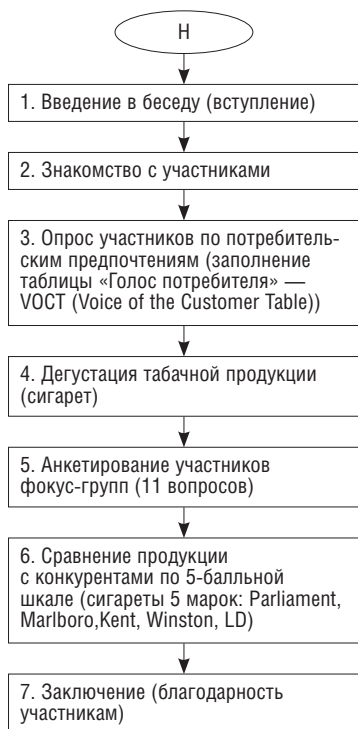 Н
1. Введение в беседу (вступление)
2. Знакомство с участниками
3. Опрос участников по потребитель-
ским предпочтениям (заполнение
таблицы «Голос потребителя» —
VOCT (Voice of the Customer Table))
4. Дегустация табачной продукции
(сигарет)
5. Анкетирование участников
фокус-групп (11 вопросов)
6. Сравнение продукции
с конкурентами по 5-балльной
шкале (сигареты 5 марок: Parliament,
Marlboro,Kent, Winston, LD)
7. Заключение (благодарность
участникам)